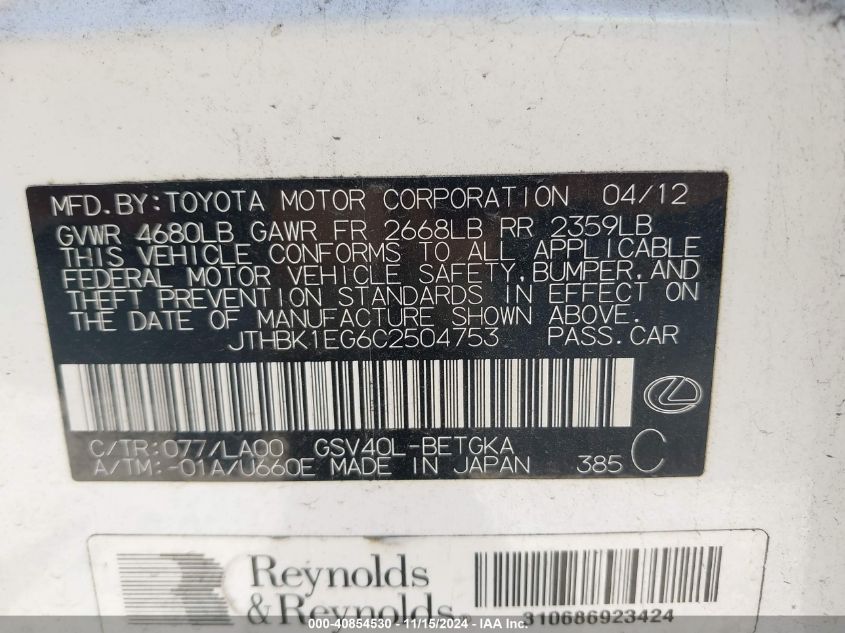 MFD.BY:TOYOTA MOTOR CORPORATION 04/12
GVWR 4680LB GAWR FR 2668LB RR 2359LB
THIS VEHICLE CONFORMS TO ALL APPLICABLE
FEDERAL MOTOR VEHICLE SAFETY,BUMPER,AND
THEFT PREVENTION STANDARDS IN EFFECT ON
THE DATE OF MANUFACTURE SHOWN ABOVE.
JTHBK1EG6C2504753 PASS.CAR
C/TR:077/LA00 GSV40L-BETGKA
A/TM:-01A/U660E MADE IN JAPAN 385 C
Reynolds
& Reynolds
310686923424
000-40854530 - 11/15/2024 - IAA Inc.